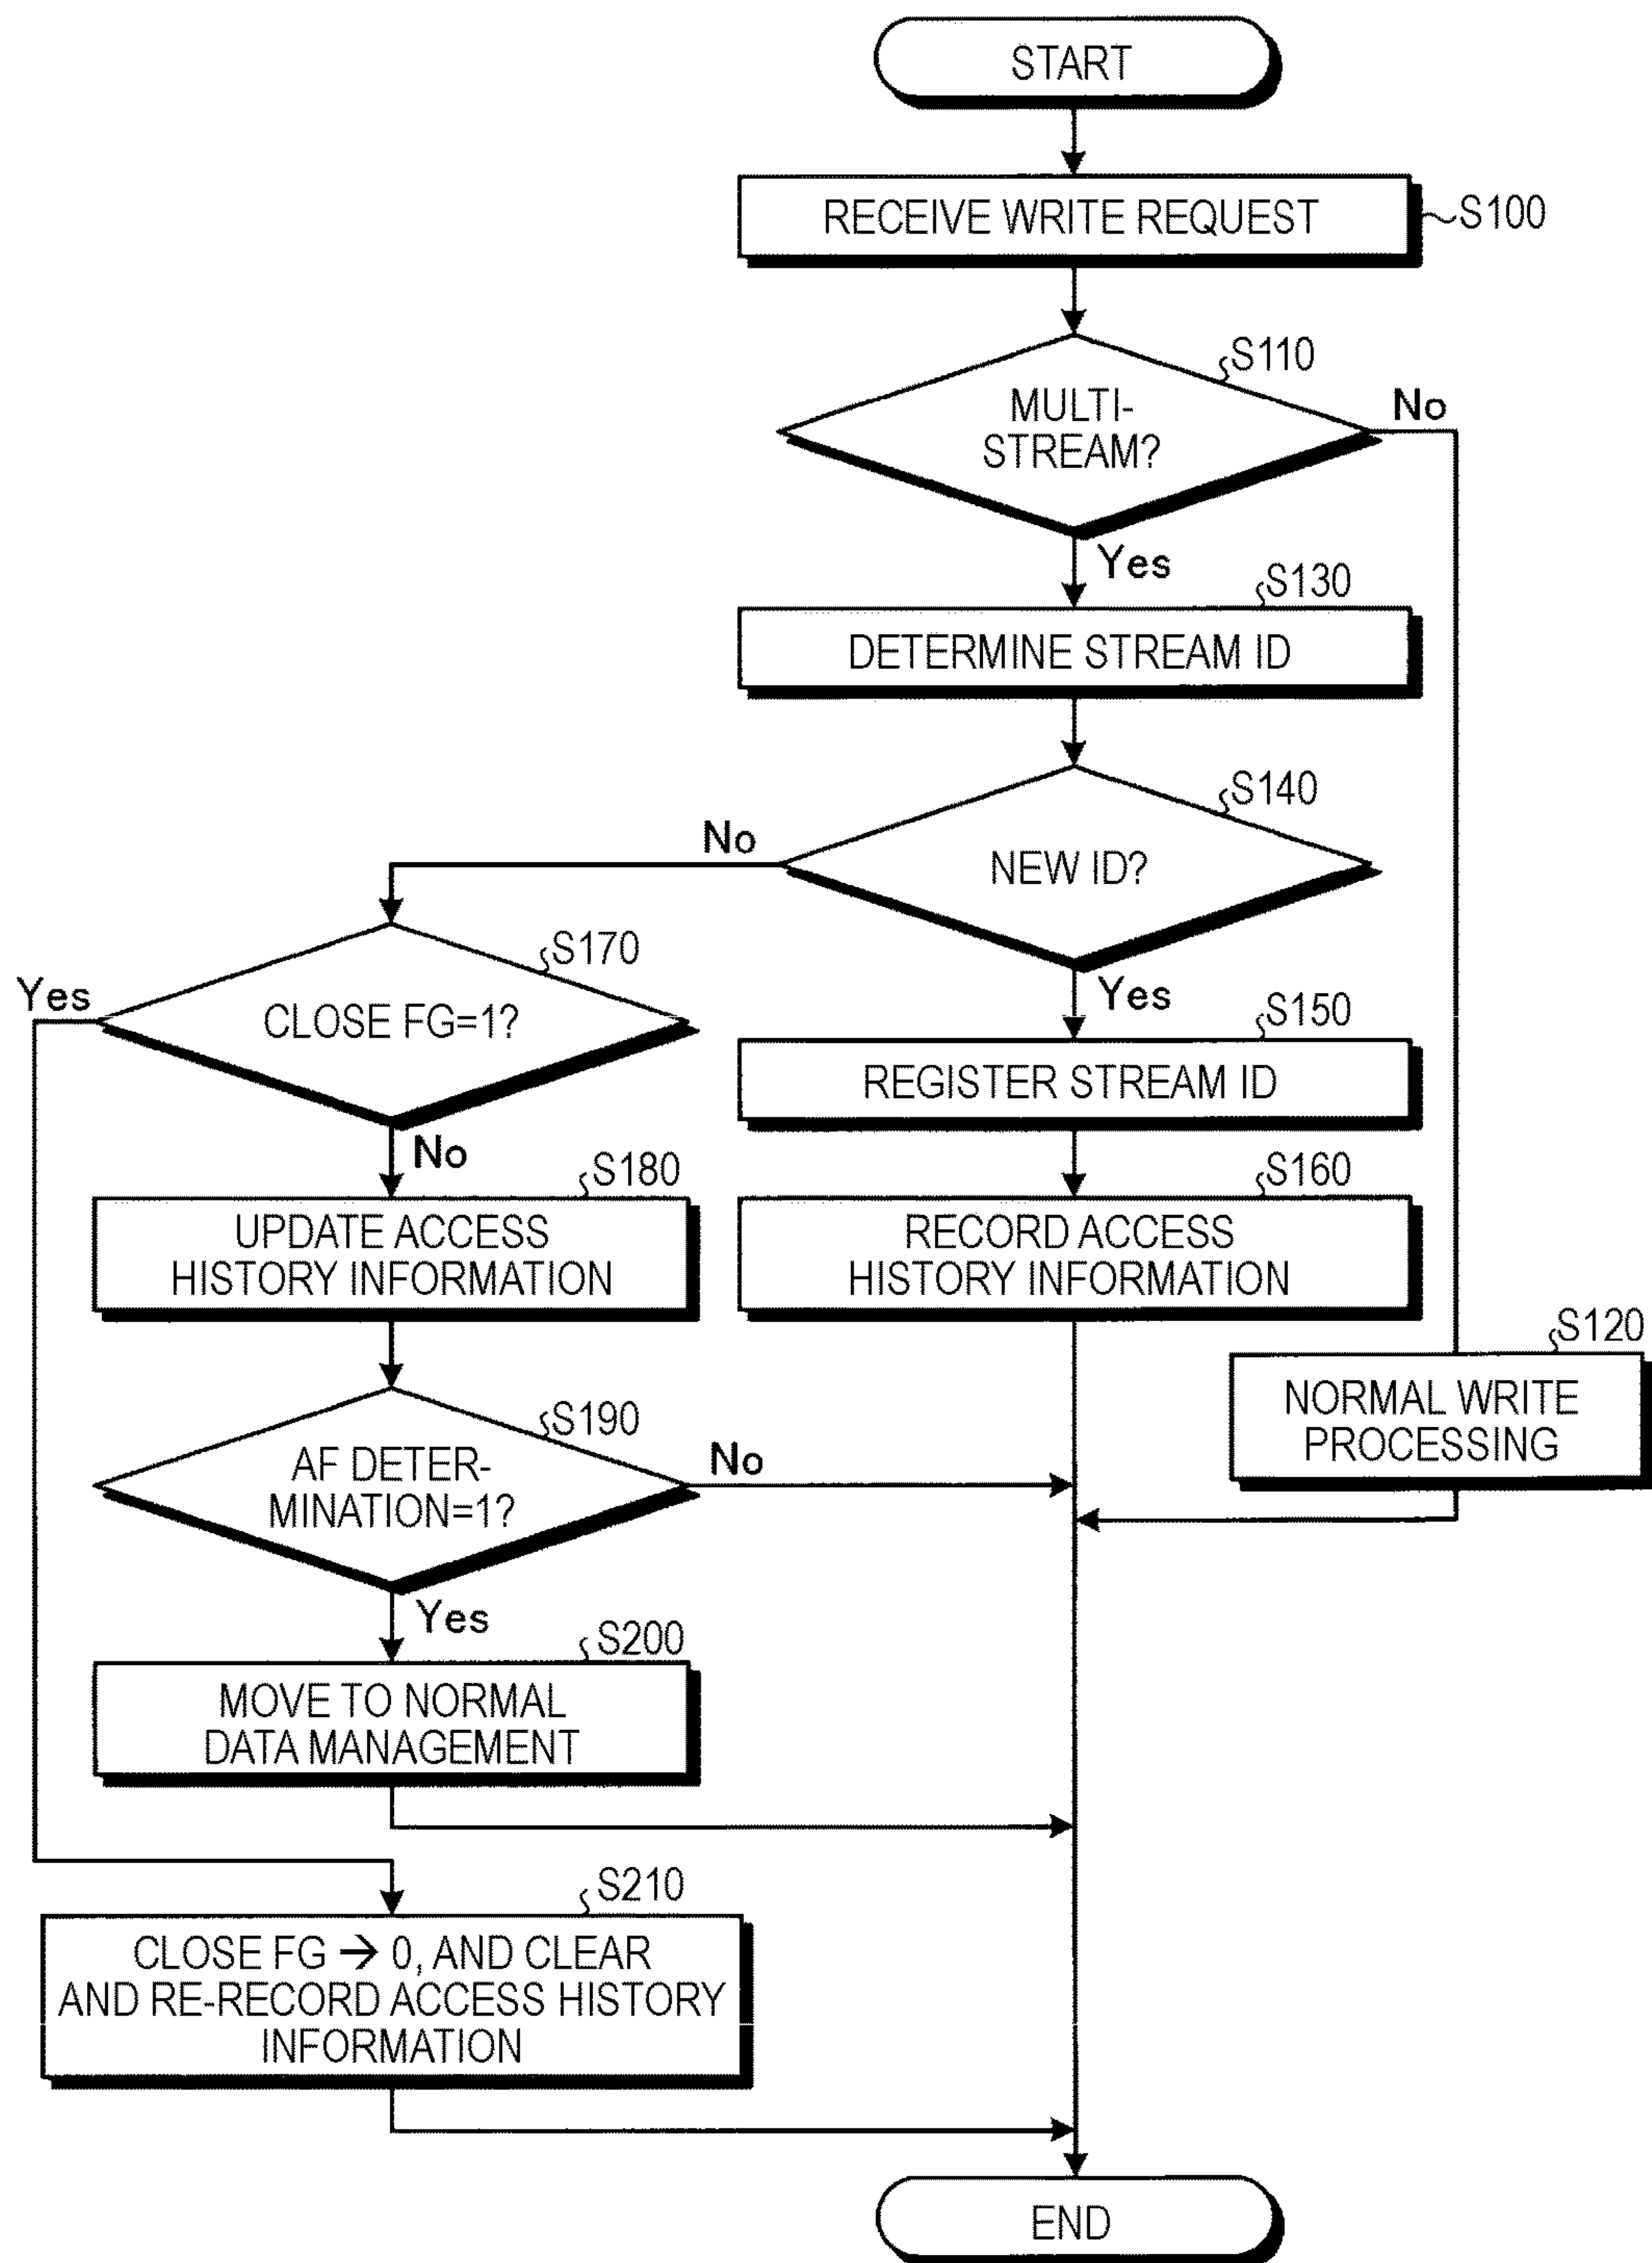 START
RECEIVE WRITE REQUEST
S100
S110
MULTI-
STREAM?
No
Yes
S130
DETERMINE STREAM ID
S140
NEW ID?
No
Yes
S170
CLOSE FG=1?
Yes
No
S150
REGISTER STREAM ID
S180
UPDATE ACCESS
HISTORY INFORMATION
S160
RECORD ACCESS
HISTORY INFORMATION
S120
NORMAL WRITE
PROCESSING
S190
AF DETER-
MINATION=1?
No
Yes
S200
MOVE TO NORMAL
DATA MANAGEMENT
S210
CLOSE FG → 0, AND CLEAR
AND RE-RECORD ACCESS HISTORY
INFORMATION
END